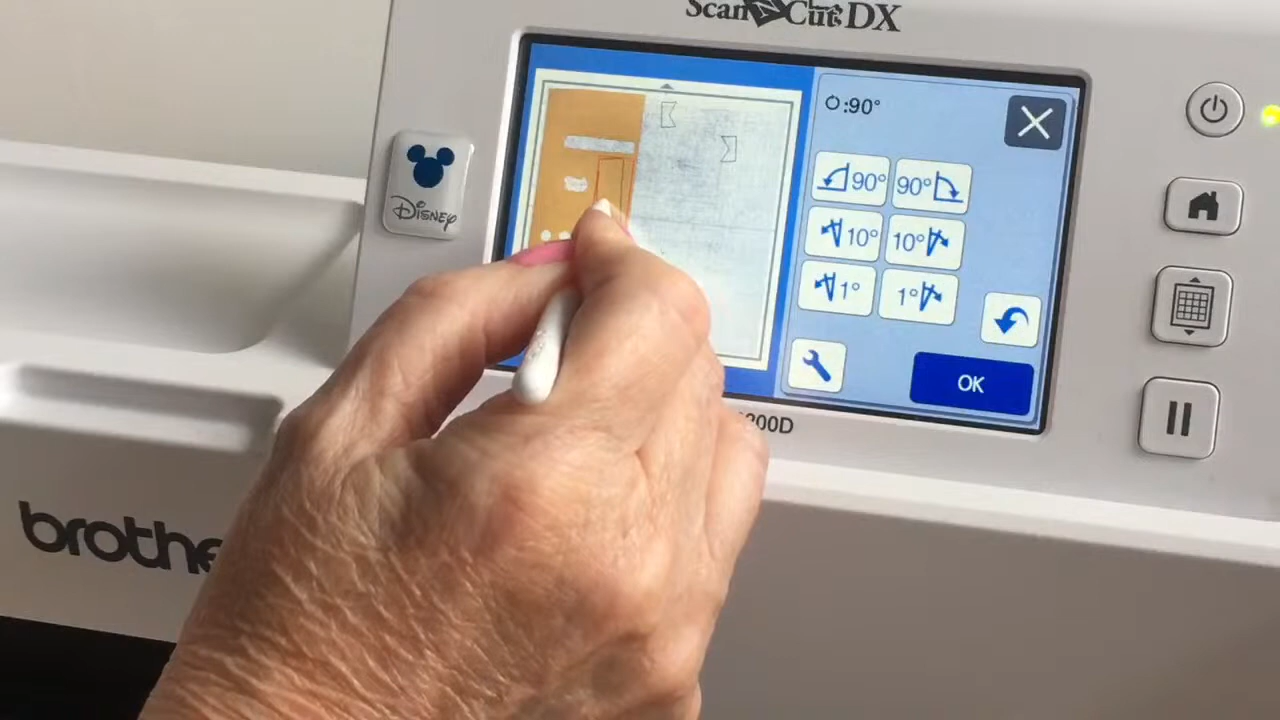 ScanNCut DX
:90°
90° 90°
10° 10°
1° 1°
OK
Disney
200D
brothe